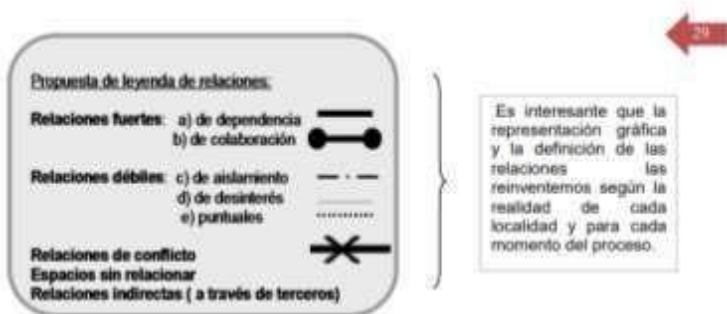 29
Propuesta de leyenda de relaciones:
Relaciones fuertes: a) de dependencia
b) de colaboración
Relaciones débiles: c) de aislamiento
d) de desinterés
e) puntuales
Relaciones de conflicto
Espacios sin relacionar
Relaciones indirectas ( a través de terceros)
Es interesante que la
representación gráfica
y la definición de las
relaciones las
reinventemos según la
realidad de cada
localidad y para cada
momento del proceso.